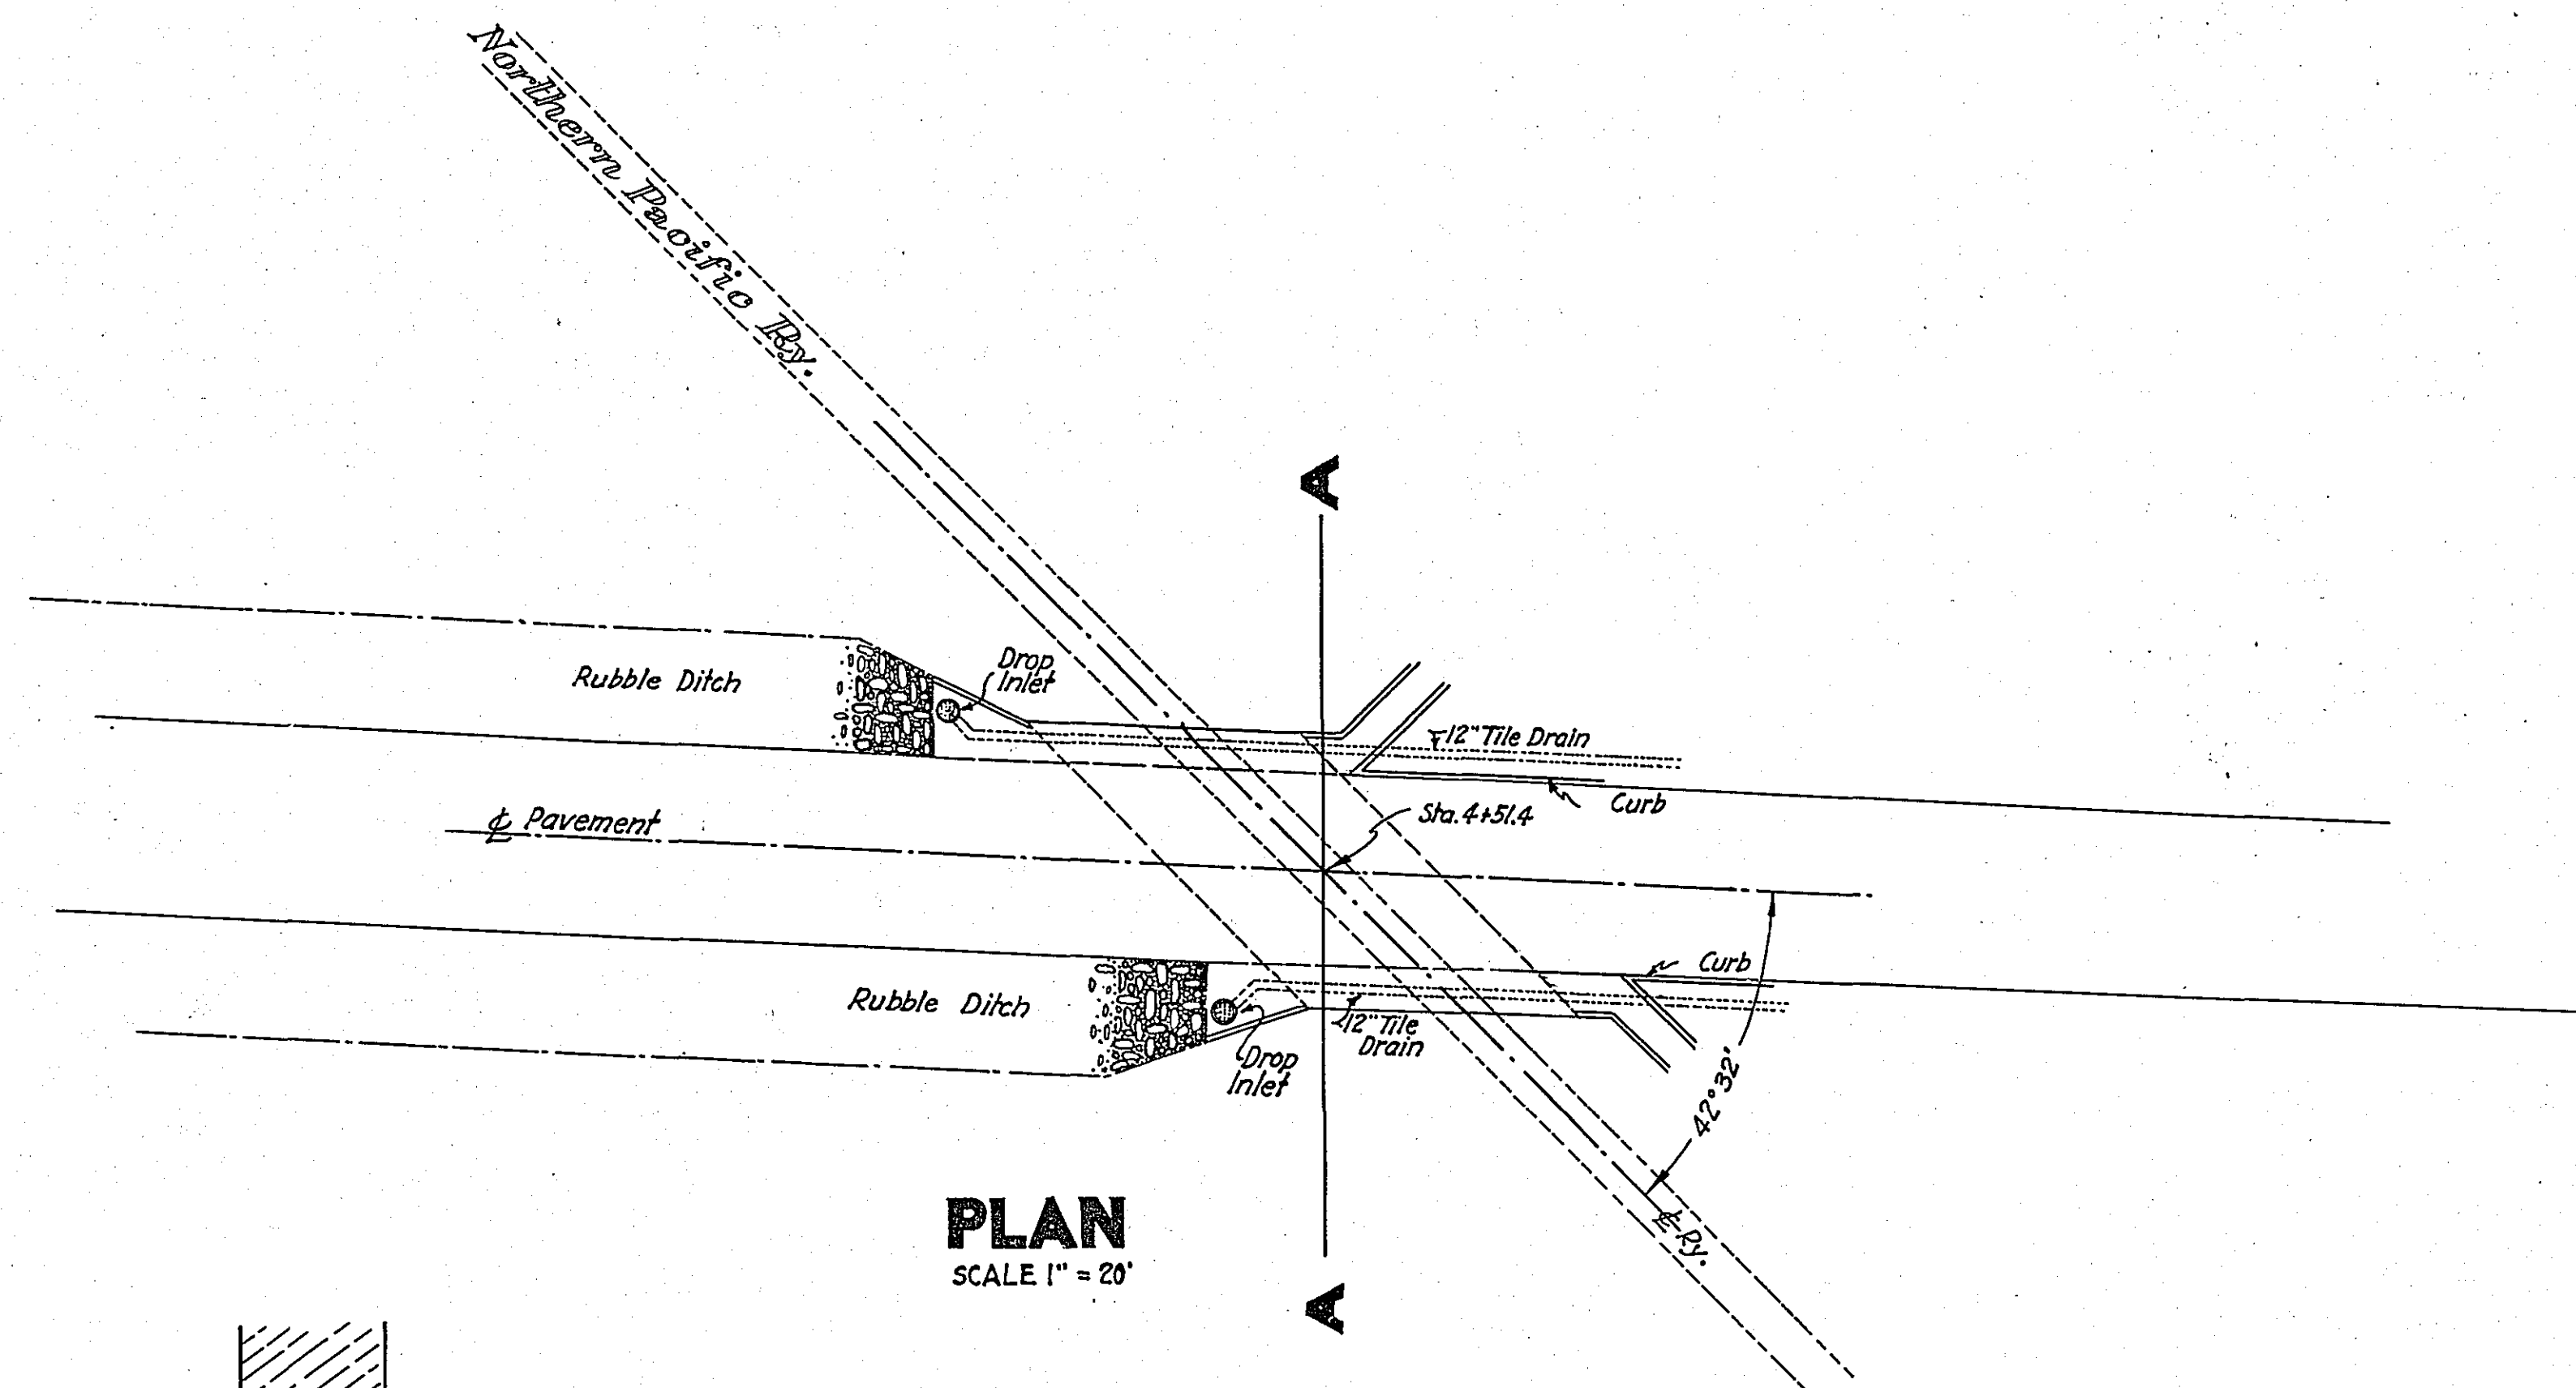 Northern Pacific Ry.
A
Rubble Ditch
Drop
Inlet
12" Tile Drain
Curb
Sta. 4+51.4
℄ Pavement
Curb
Rubble Ditch
12" Tile
Drain
Drop
Inlet
42°32'
℄ Ry.
PLAN
SCALE 1" = 20'
A